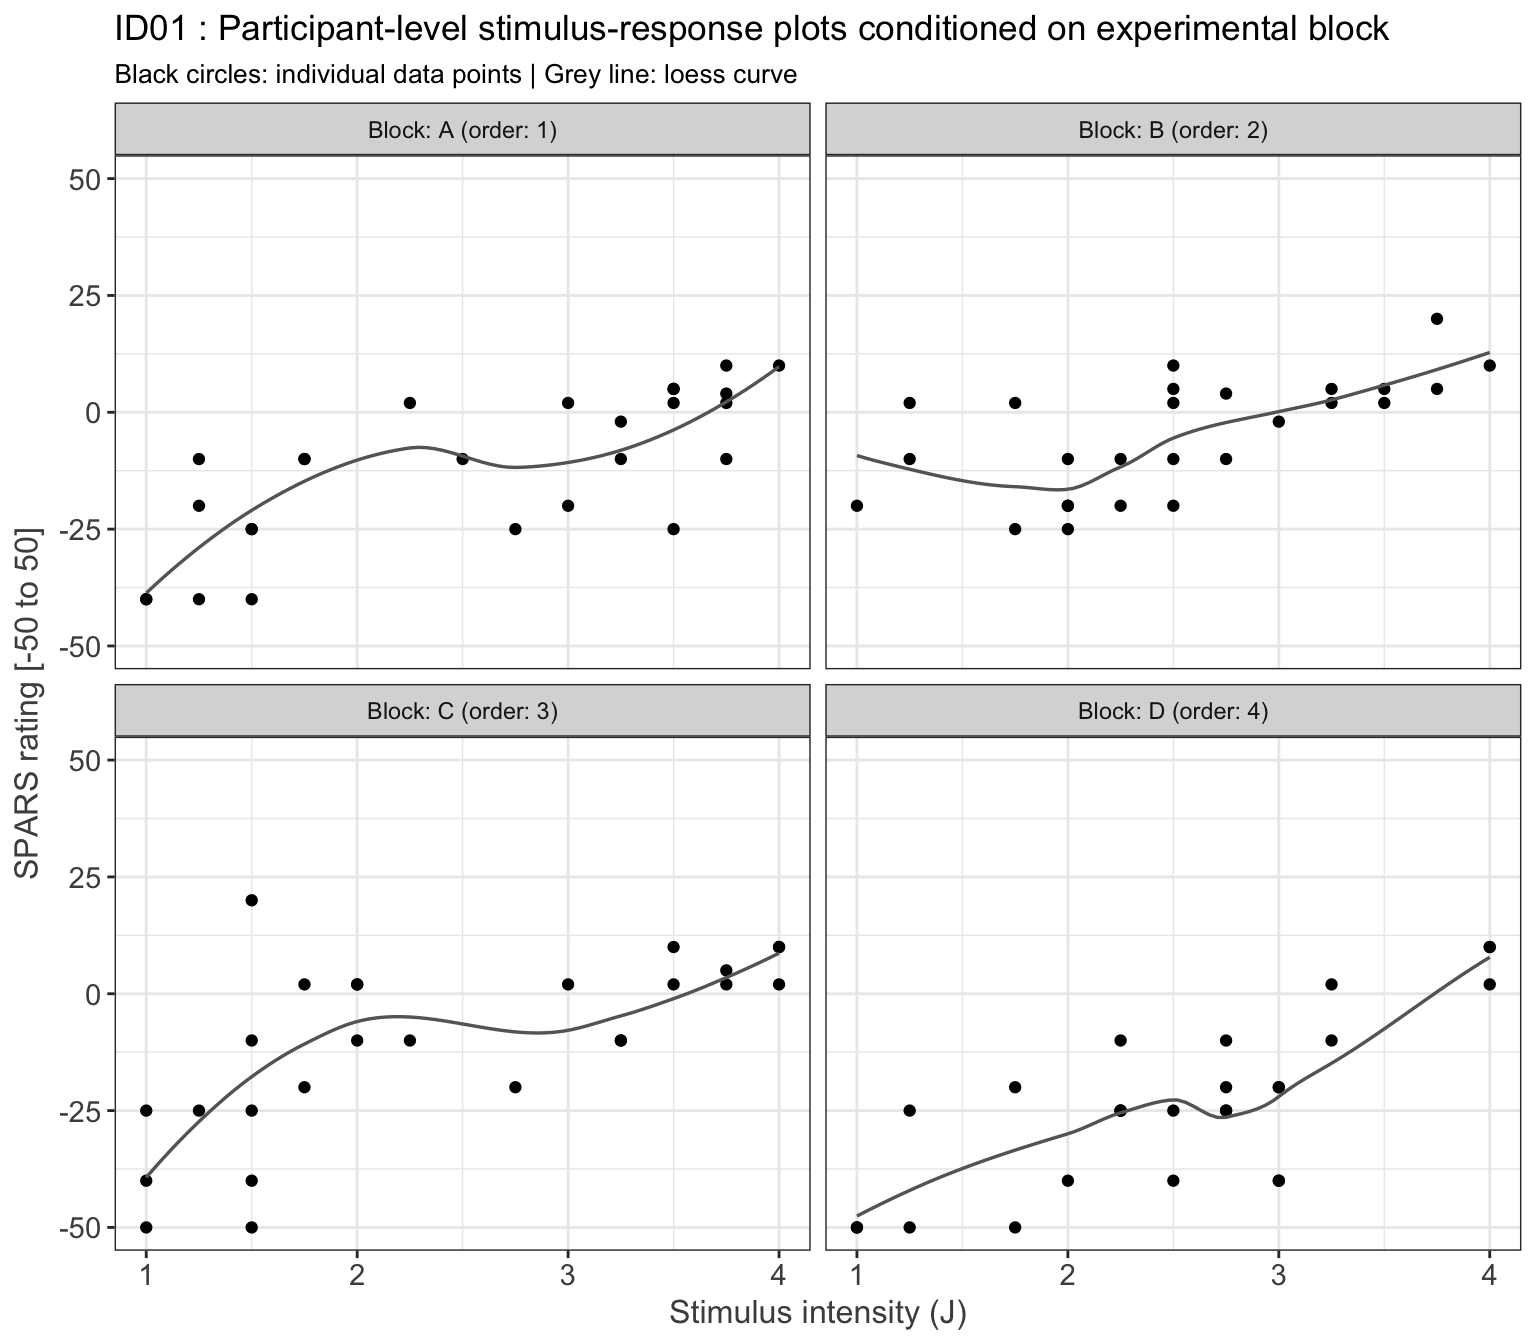 ID01 : Participant-level stimulus-response plots conditioned on experimental block
Black circles: individual data points | Grey line: loess curve
Block: A (order: 1)
Block: B (order: 2)
50
25
0
-25
-50
Block: C (order: 3)
Block: D (order: 4)
50
25
0
-25
-50
SPARS rating [-50 to 50]
1 2 3 4 1 2 3 4
Stimulus intensity (J)